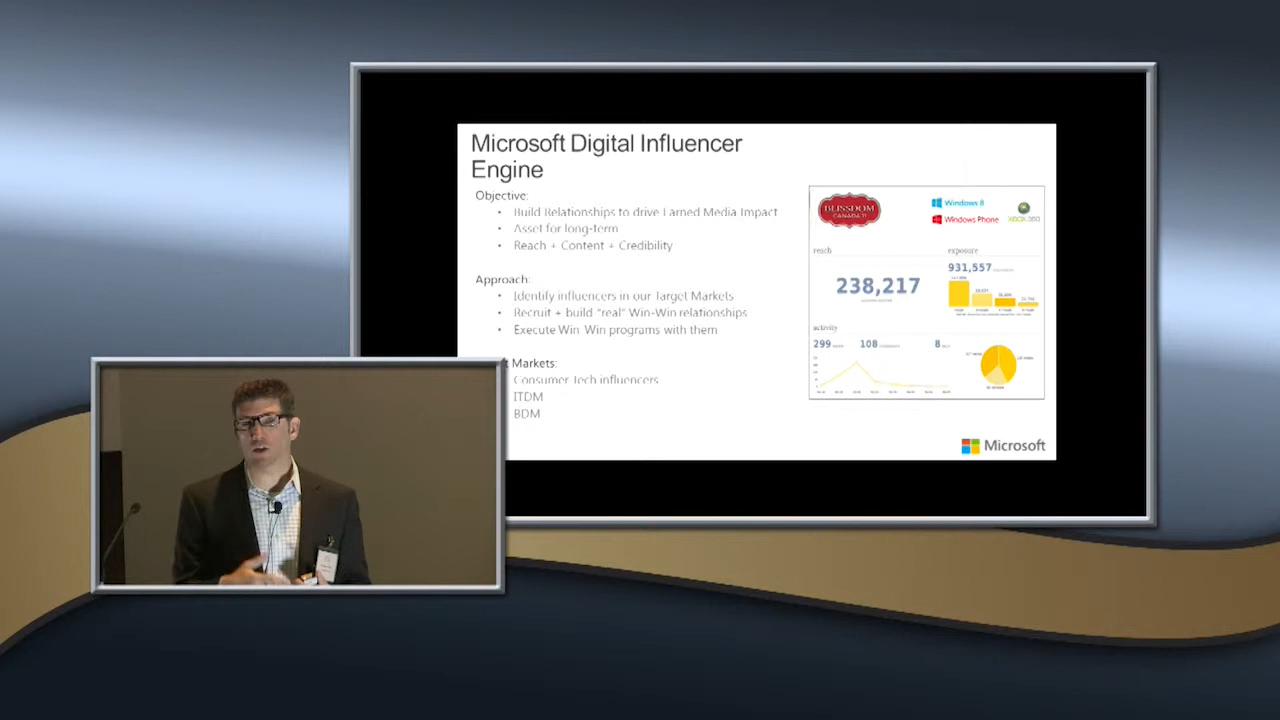 Microsoft Digital Influencer
Engine
Objective:
• Build Relationships to drive Earned Media Impact
• Asset for long-term
• Reach + Content + Credibility
Approach:
• Identify influencers in our Target Markets
• Recruit + build "real" Win-Win relationships
• Execute Win-Win programs with them
Markets:
Consumer Tech influencers
ITDM
BDM
BLISSDOM
CANADA
Windows 8
Windows Phone
XBOX 360
reach
exposure
238,217
931,557
activity
299
108
8
Microsoft